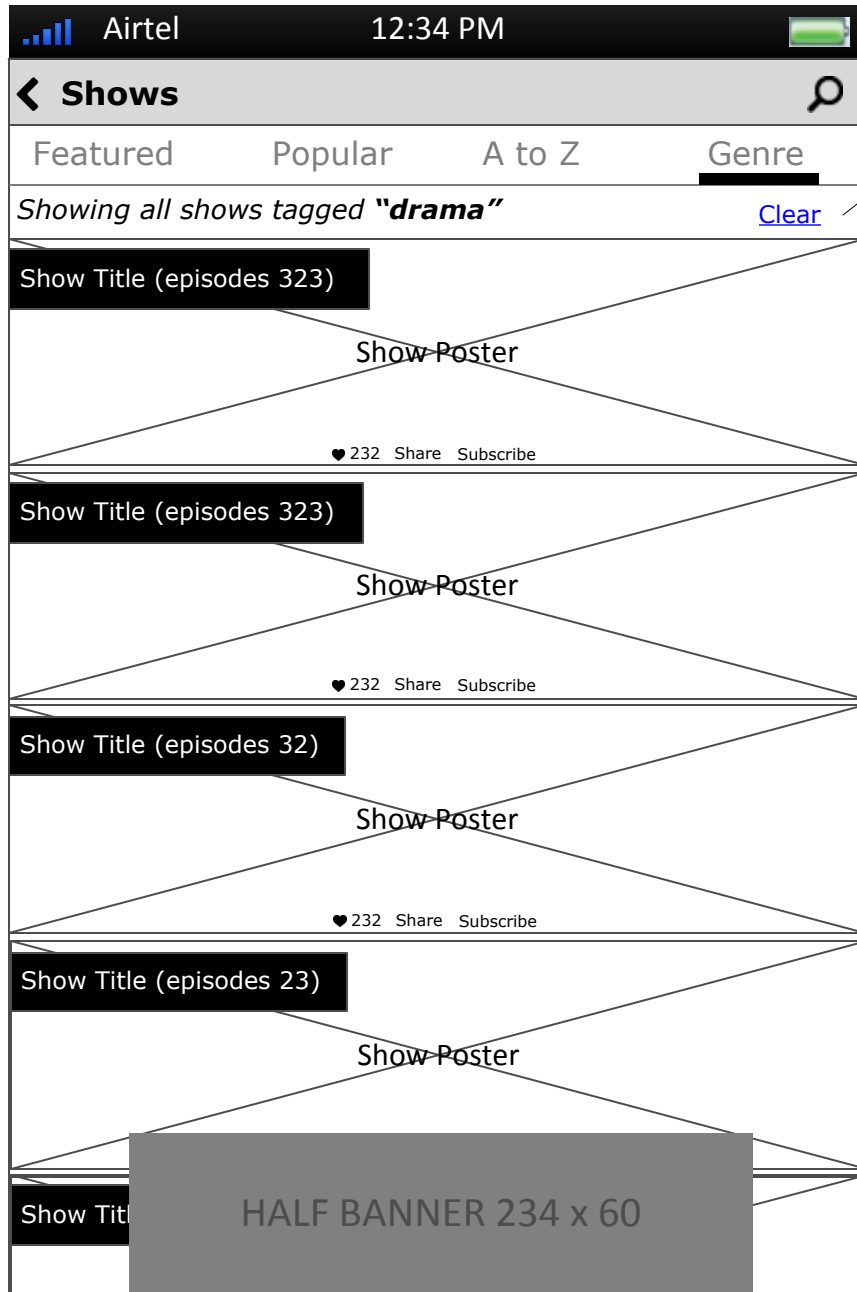 Airtel 12:34 PM
Shows
Featured Popular A to Z Genre
Showing all shows tagged “drama” Clear
Show Title (episodes 323)
Show Poster
232 Share Subscribe
Show Title (episodes 323)
Show Poster
232 Share Subscribe
Show Title (episodes 32)
Show Poster
232 Share Subscribe
Show Title (episodes 23)
Show Poster
Show Titl
HALF BANNER 234 x 60